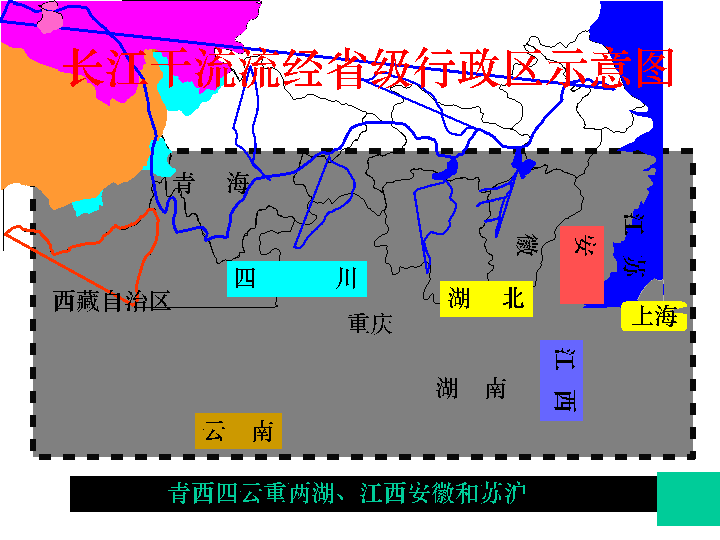 长江干流流经省级行政区示意图
青 海
江苏
安
徽
四 川
西藏自治区
湖 北
上海
重庆
江西
湖 南
云 南
青西四云重两湖、江西安徽和苏沪